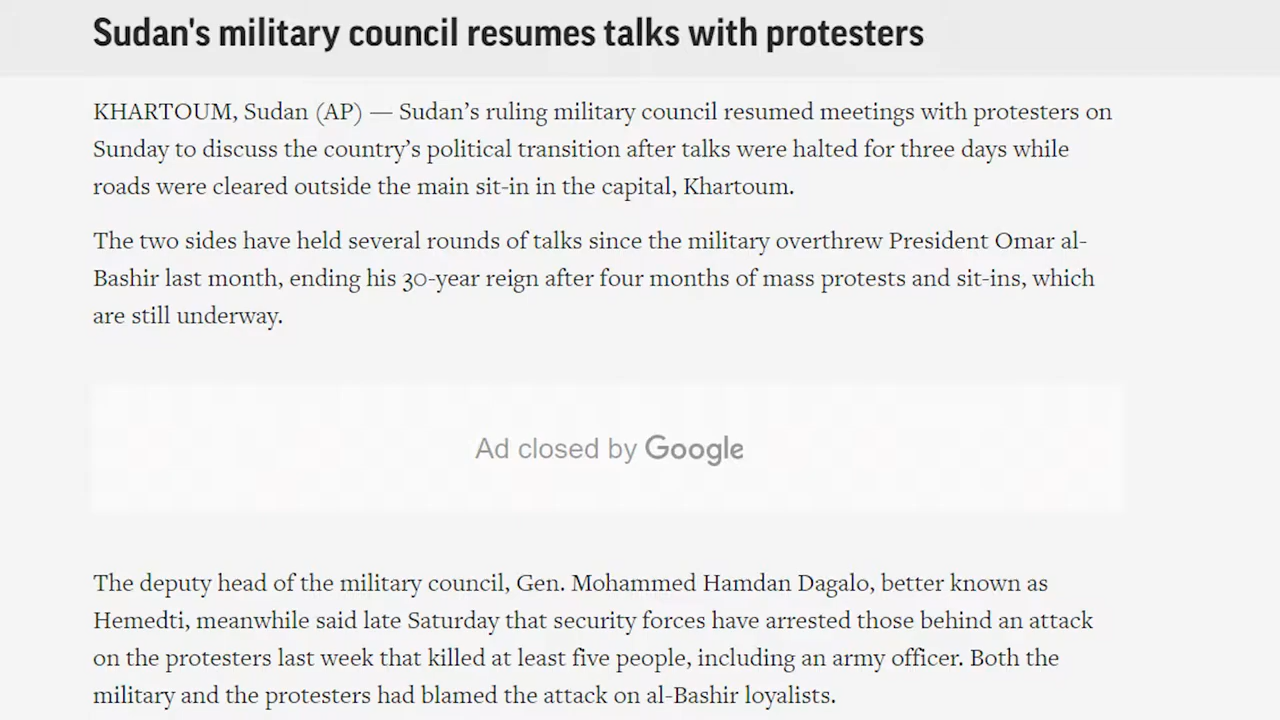 Sudan's military council resumes talks with protesters
KHARTOUM, Sudan (AP) — Sudan’s ruling military council resumed meetings with protesters on
Sunday to discuss the country’s political transition after talks were halted for three days while
roads were cleared outside the main sit-in in the capital, Khartoum.
The two sides have held several rounds of talks since the military overthrew President Omar al-
Bashir last month, ending his 30-year reign after four months of mass protests and sit-ins, which
are still underway.
Ad closed by Google
The deputy head of the military council, Gen. Mohammed Hamdan Dagalo, better known as
Hemedti, meanwhile said late Saturday that security forces have arrested those behind an attack
on the protesters last week that killed at least five people, including an army officer. Both the
military and the protesters had blamed the attack on al-Bashir loyalists.